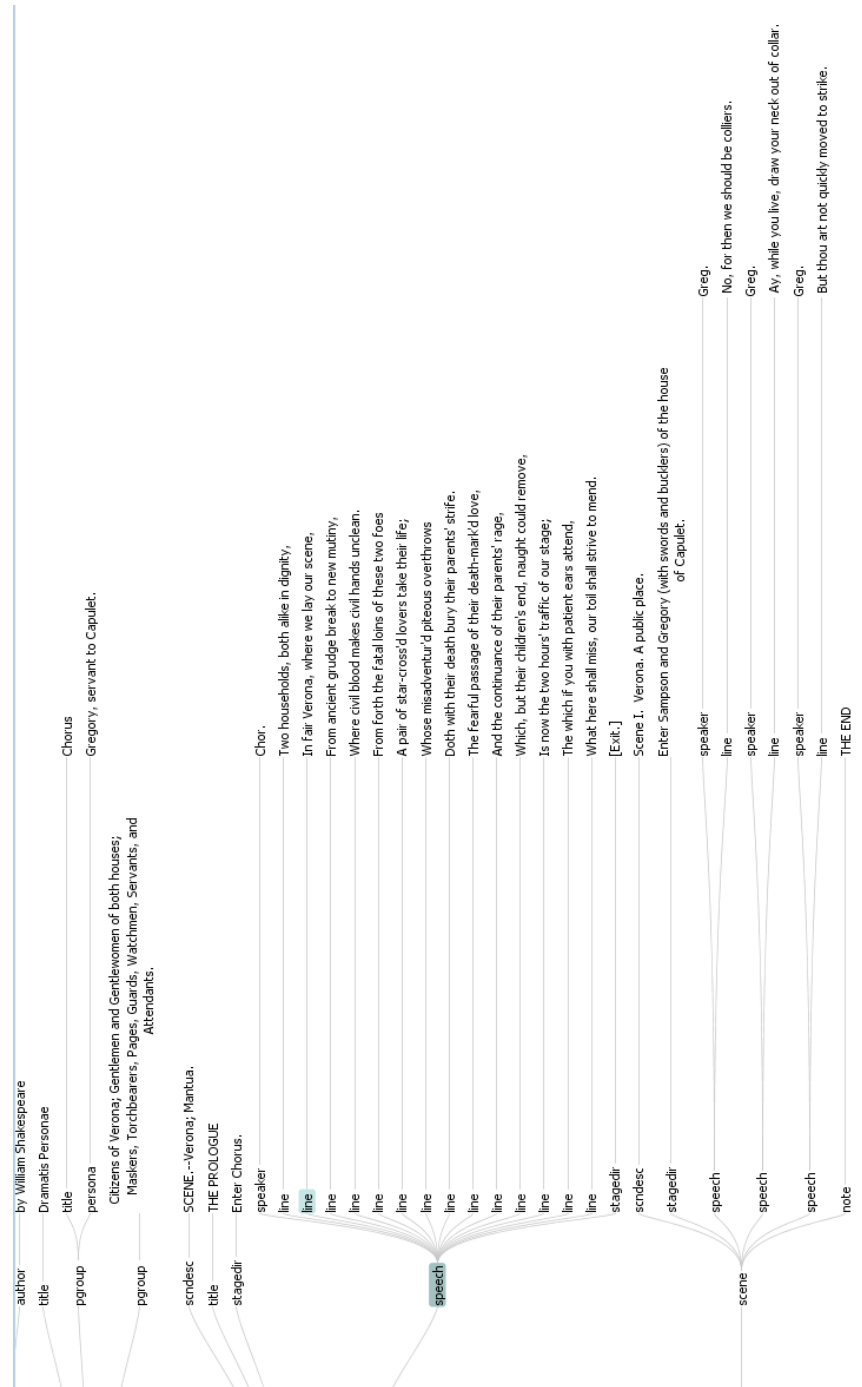 author
by William Shakespeare
title
Dramatis Personae
pgroup
title
Chorus
persona
Gregory, servant to Capulet.
pgroup
Citizens of Verona; Gentlemen and Gentlewomen of both houses;
Maskers, Torchbearers, Pages, Guards, Watchmen, Servants, and
Attendants.
scndesc
SCENE.--Verona; Mantua.
title
THE PROLOGUE
stagedir
Enter Chorus.
speech
speaker
Chor.
line
Two households, both alike in dignity,
line
In fair Verona, where we lay our scene,
line
From ancient grudge break to new mutiny,
line
Where civil blood makes civil hands unclean.
line
From forth the fatal loins of these two foes
line
A pair of star-cross'd lovers take their life;
line
Whose misadventur'd piteous overthrows
line
Doth with their death bury their parents' strife.
line
The fearful passage of their death-mark'd love,
line
And the continuance of their parents' rage,
line
Which, but their children's end, naught could remove,
line
Is now the two hours' traffic of our stage;
line
The which if you with patient ears attend,
line
What here shall miss, our toil shall strive to mend.
stagedir
[Exit.]
scene
scndesc
Scene I. Verona. A public place.
stagedir
Enter Sampson and Gregory (with swords and bucklers) of the house
of Capulet.
speech
speaker
Greg.
line
No, for then we should be colliers.
speech
speaker
Greg.
line
Ay, while you live, draw your neck out of collar.
speech
speaker
Greg.
line
But thou art not quickly moved to strike.
note
THE END